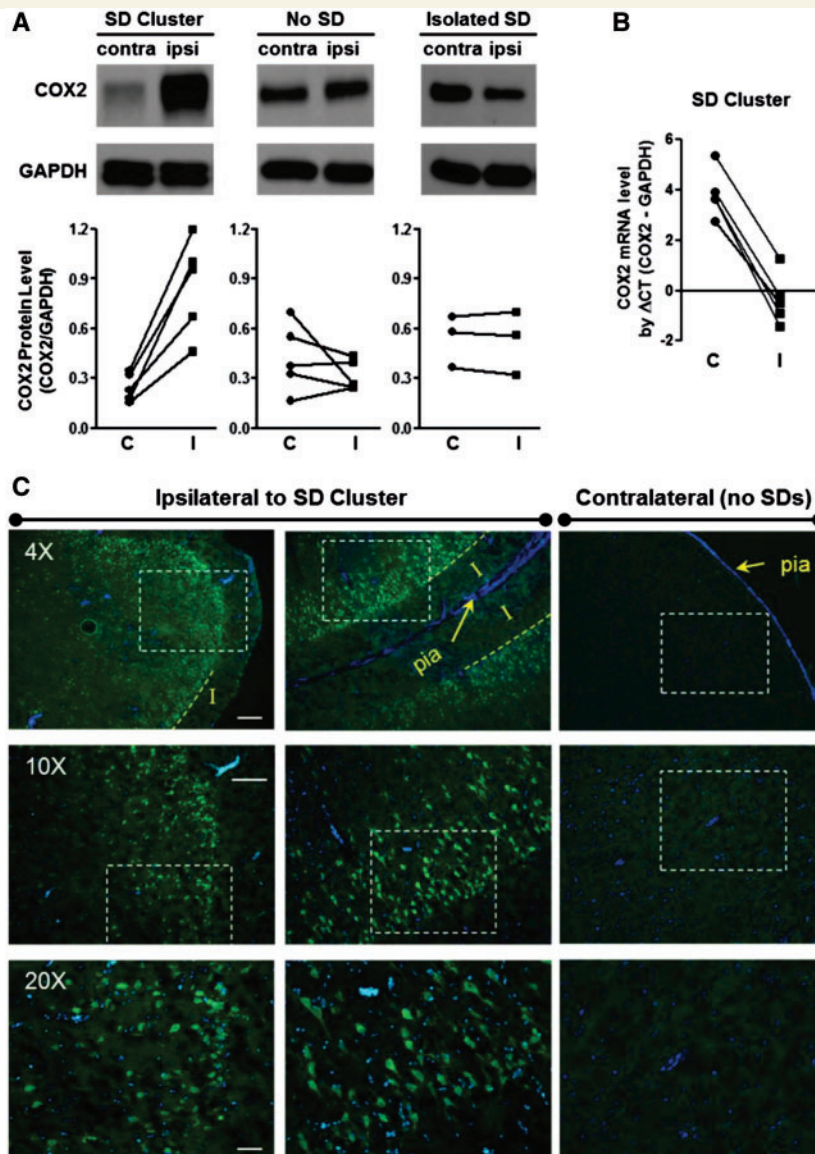 A
SD Cluster No SD Isolated SD
contra ipsi contra ipsi contra ipsi
COX2
GAPDH
COX2 Protein Level
(COX2/GAPDH)
1.2 1.2 1.2
0.9 0.9 0.9
0.6 0.6 0.6
0.3 0.3 0.3
0.0 0.0 0.0
C I C I C I
B
SD Cluster
COX2 mRNA level
by ΔCT (COX2 - GAPDH)
6
4
2
0
-2
C I
C
Ipsilateral to SD Cluster Contralateral (no SDs)
4X
I
I
I
pia
pia
10X
20X